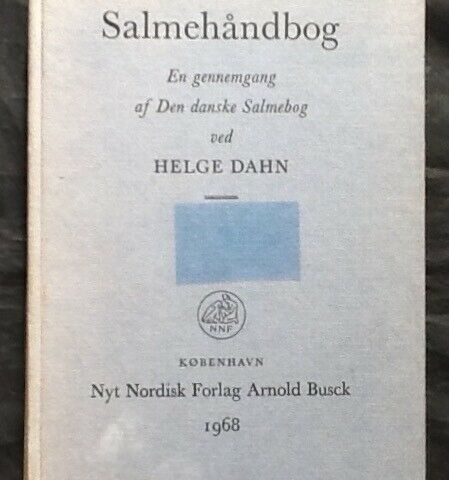 Salmehåndbog
En gennemgang
af Den danske Salmebog
ved
HELGE DAHN
NNF
KØBENHAVN
Nyt Nordisk Forlag Arnold Busck
1968